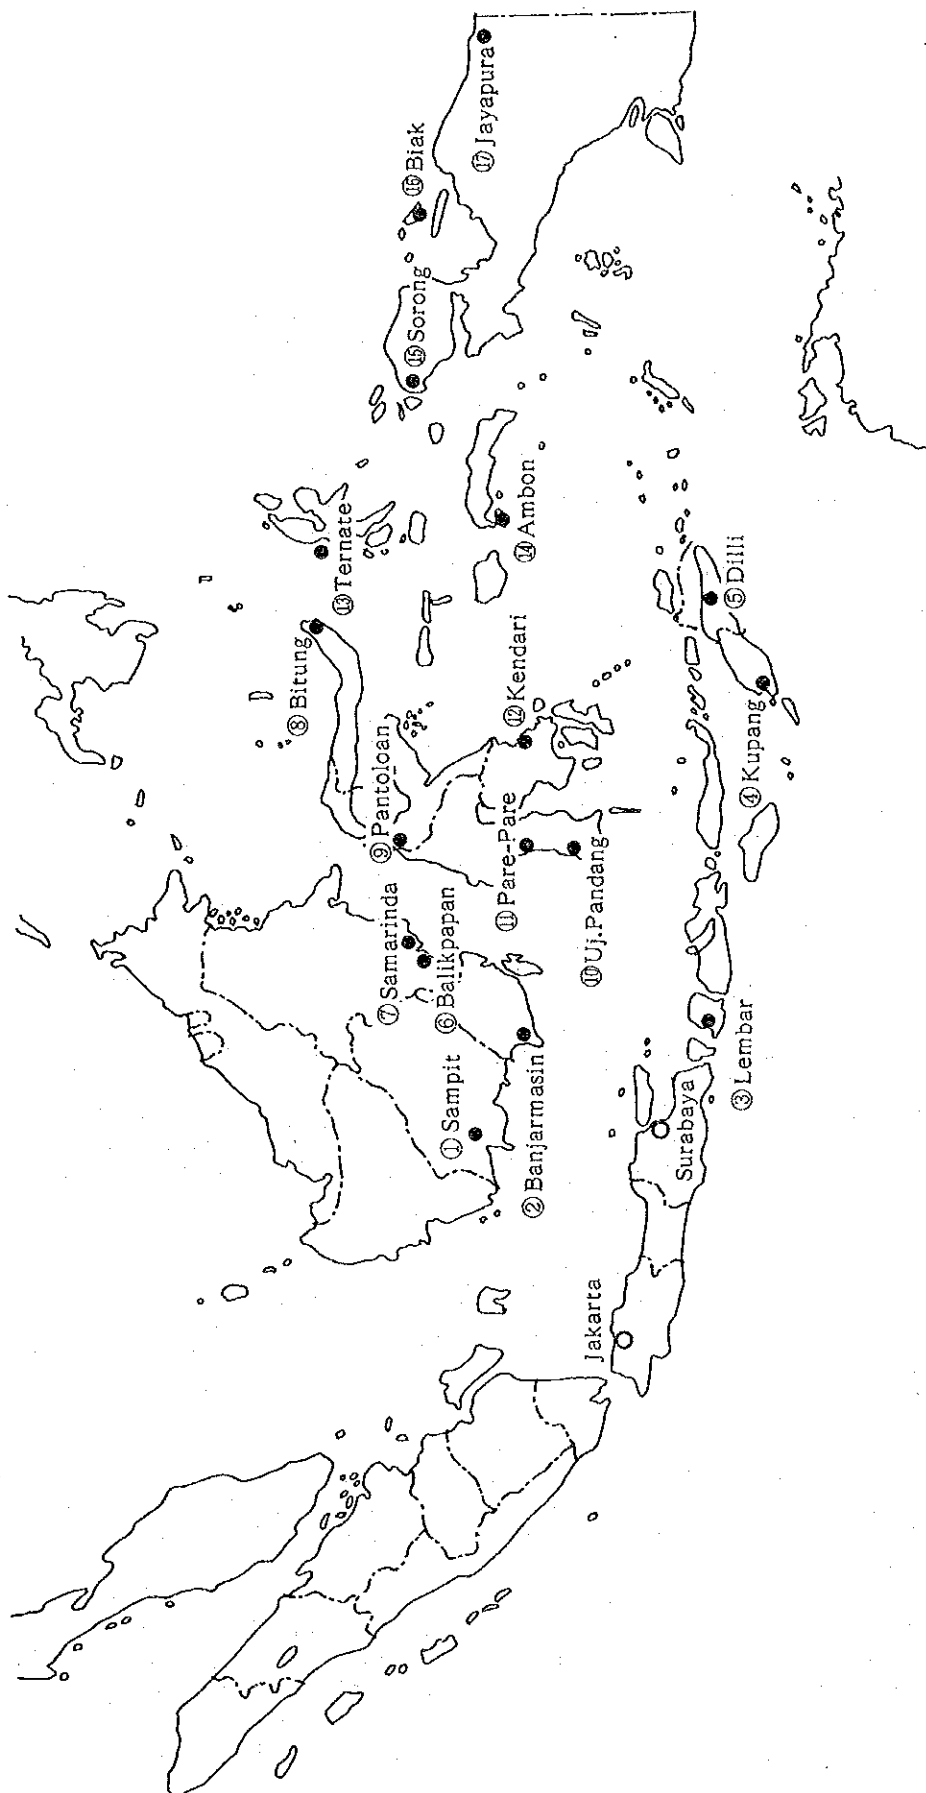 ①Sampit
②Banjarmasin
③Lembar
④Kupang
⑤Dilli
⑥Balikpapan
⑦Samarinda
⑧Bitung
⑨Pantoloan
⑩Uj.Pandang
⑪Pare-Pare
⑫Kendari
⑬Ternate
⑭Ambon
⑮Sorong
⑯Biak
⑰Jayapura
Jakarta
Surabaya